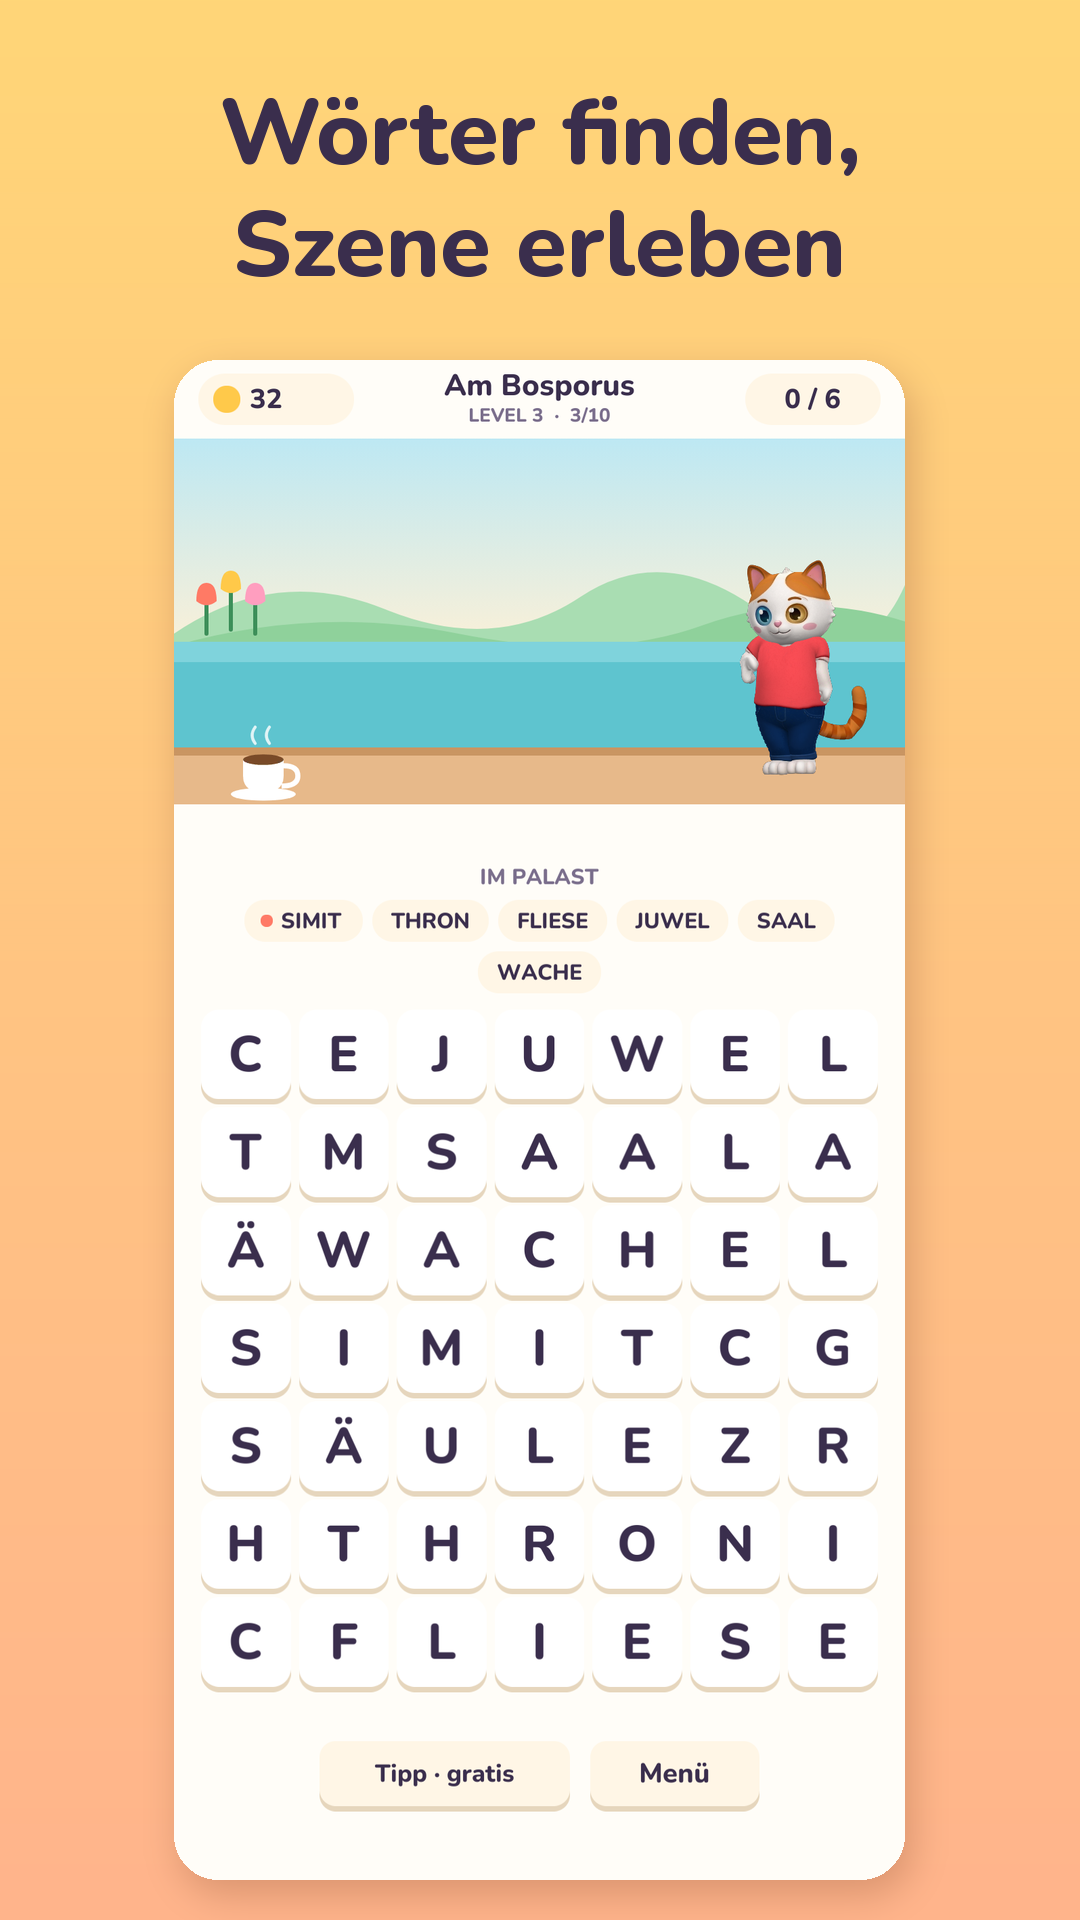 Wörter finden,
Szene erleben
32
Am Bosporus
LEVEL 3 · 3/10
0 / 6
IM PALAST
SIMIT THRON FLIESE JUWEL SAAL
WACHE
C E J U W E L
T M S A A L A
Ä W A C H E L
S I M I T C G
S Ä U L E Z R
H T H R O N I
C F L I E S E
Tipp · gratis Menü